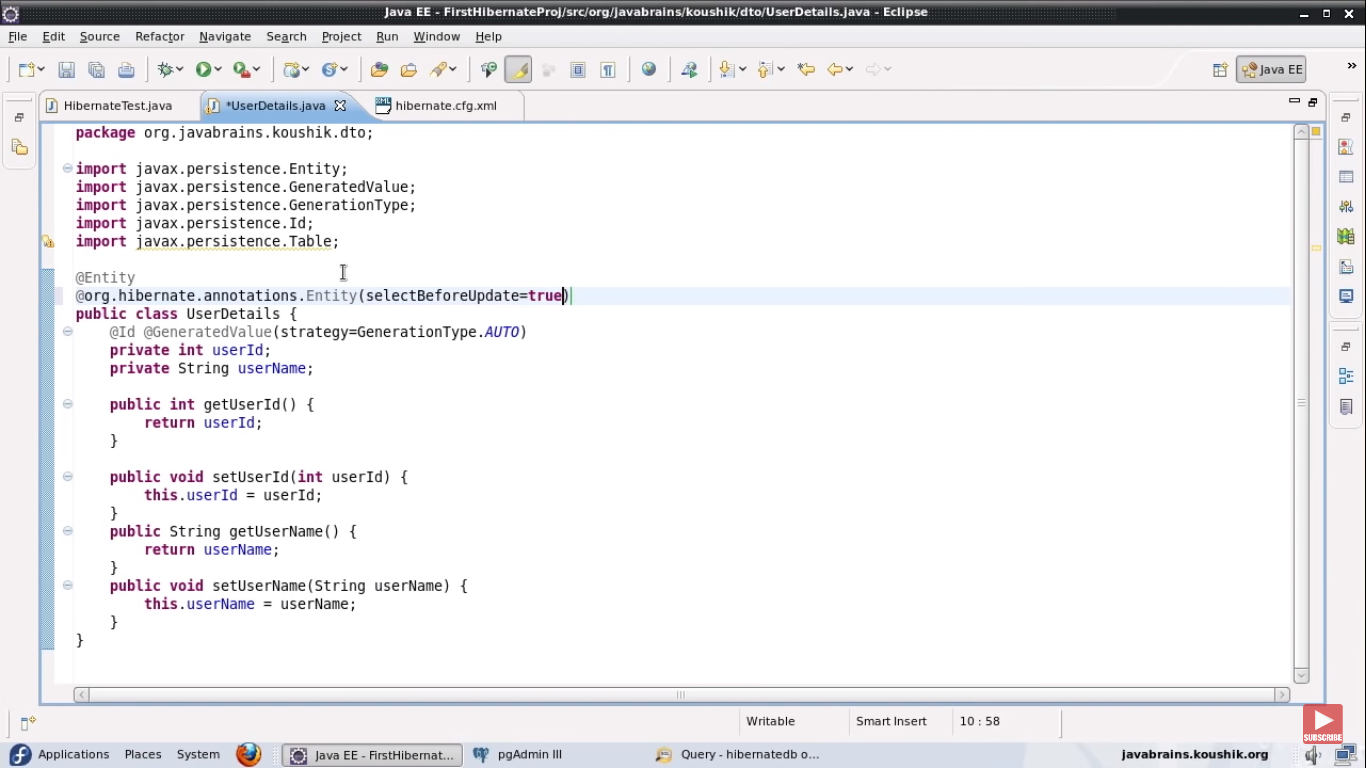 Java EE - FirstHibernateProj/src/org/javabrains/koushik/dto/UserDetails.java - Eclipse
File Edit Source Refactor Navigate Search Project Run Window Help
Java EE »
HibernateTest.java *UserDetails.java hibernate.cfg.xml
package org.javabrains.koushik.dto;
import javax.persistence.Entity;
import javax.persistence.GeneratedValue;
import javax.persistence.GenerationType;
import javax.persistence.Id;
import javax.persistence.Table;
@Entity
@org.hibernate.annotations.Entity(selectBeforeUpdate=true)
public class UserDetails {
@Id @GeneratedValue(strategy=GenerationType.AUTO)
private int userId;
private String userName;
public int getUserId() {
return userId;
}
public void setUserId(int userId) {
this.userId = userId;
}
public String getUserName() {
return userName;
}
public void setUserName(String userName) {
this.userName = userName;
}
}
Writable Smart Insert 10 : 58
SUBSCRIBE
Applications Places System Java EE - FirstHibernat... pgAdmin III Query - hibernatedb o... javabrains.koushik.org